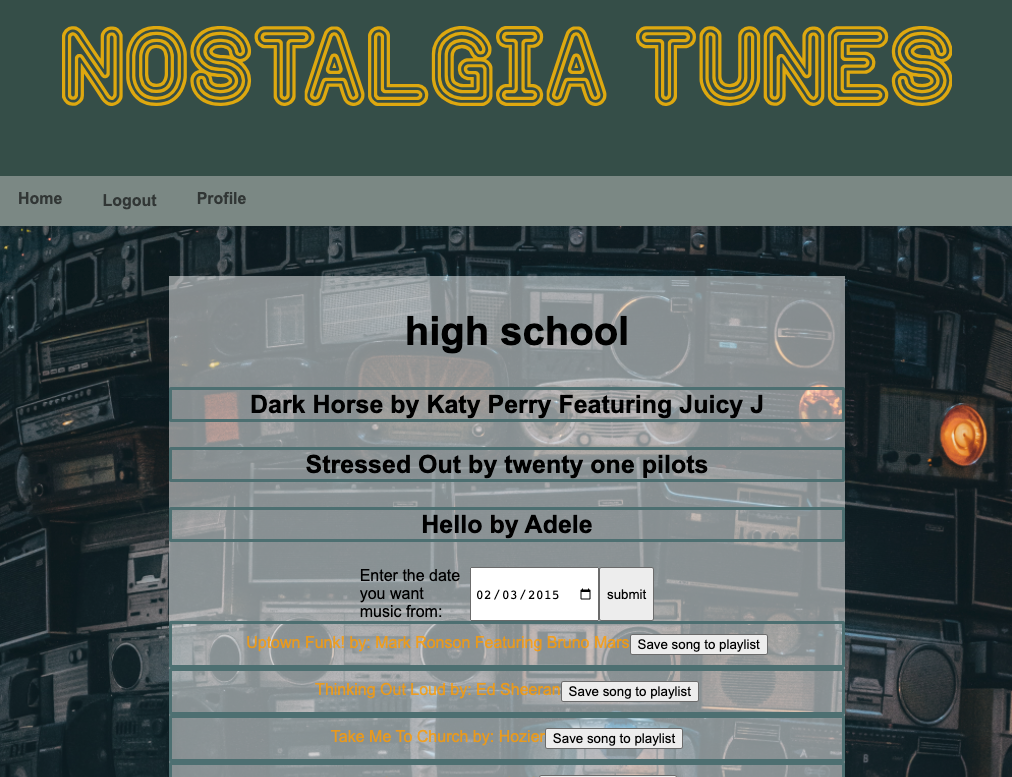 NOSTALGIA TUNES
Home Logout Profile
high school
Dark Horse by Katy Perry Featuring Juicy J
Stressed Out by twenty one pilots
Hello by Adele
Enter the date
you want
music from:
02/03/2015
submit
Uptown Funk! by: Mark Ronson Featuring Bruno Mars Save song to playlist
Thinking Out Loud by: Ed Sheeran Save song to playlist
Take Me To Church by: Hozier Save song to playlist